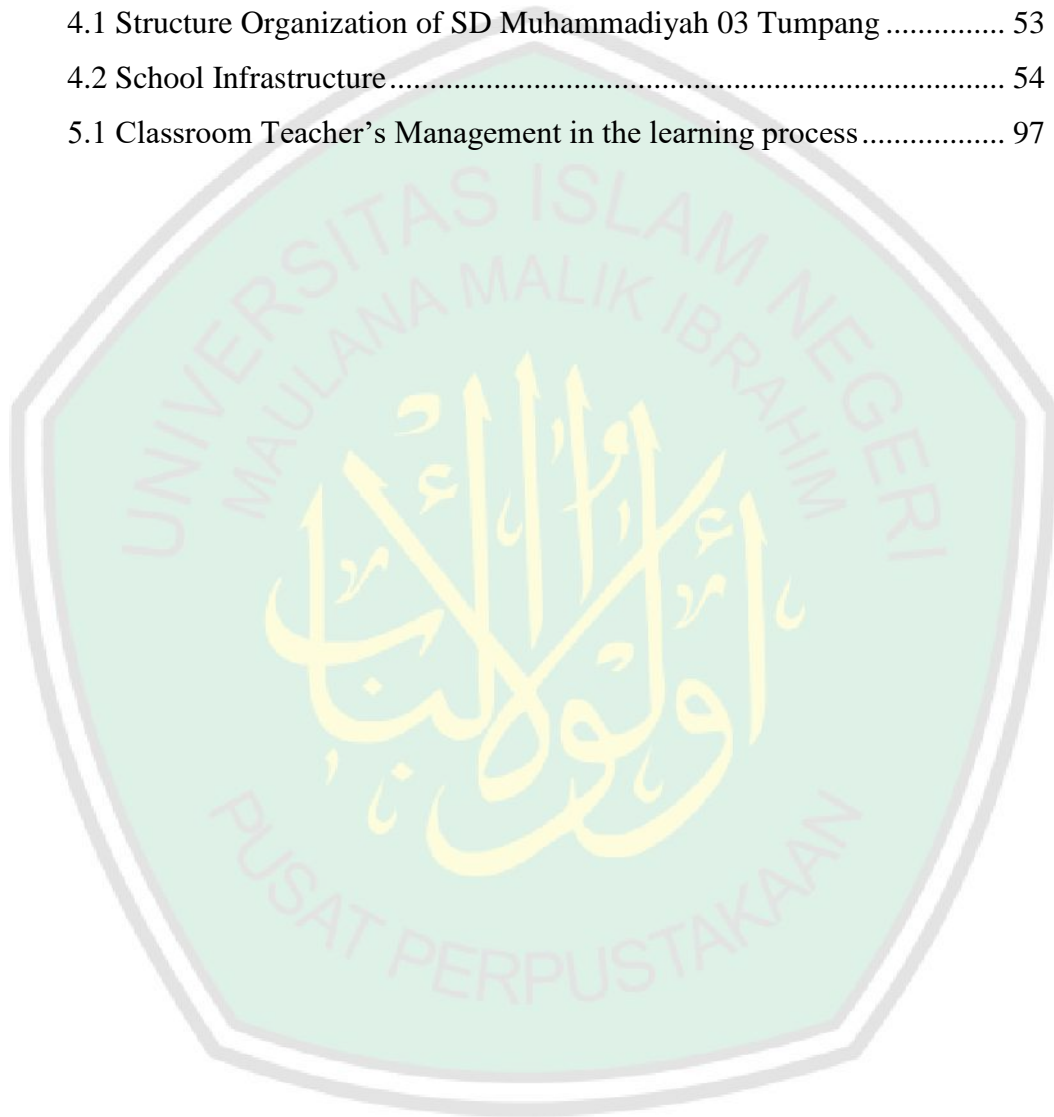 4.1 Structure Organization of SD Muhammadiyah 03 Tumpang ............... 53
4.2 School Infrastructure.............................................................................. 54
5.1 Classroom Teacher’s Management in the learning process.................. 97
UNIVERSITAS ISLAM NEGERI
MAULANA MALIK IBRAHIM
أولو الألباب
PUSAT PERPUSTAKAAN